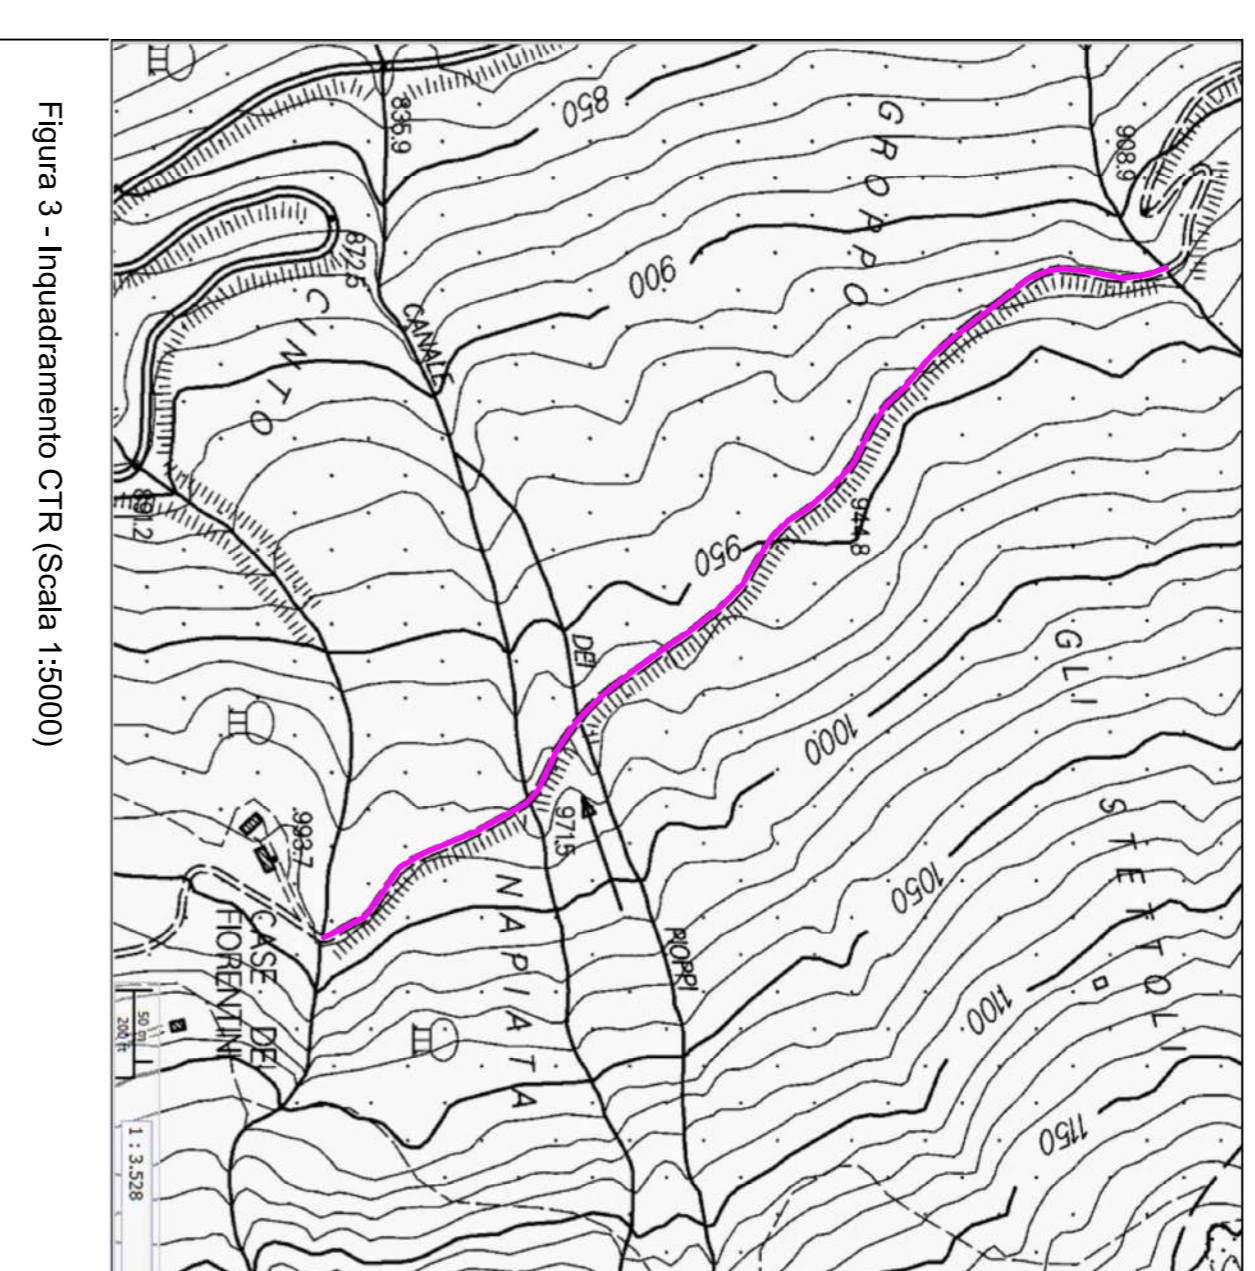 Figura 3 - Inquadramento CTR (Scala 1:5000)
835.9
850
GROPPO
908.9
872.5
900
CINTO
CANALE
891.2
950
944.8
DEI
GLI
1000
993.7
971.5
STETTOLI
1050
CASE DEI
FIORENTINI
NAPIATA
PIOPPI
1100
50 m
200 ft
1150
1 : 3.528